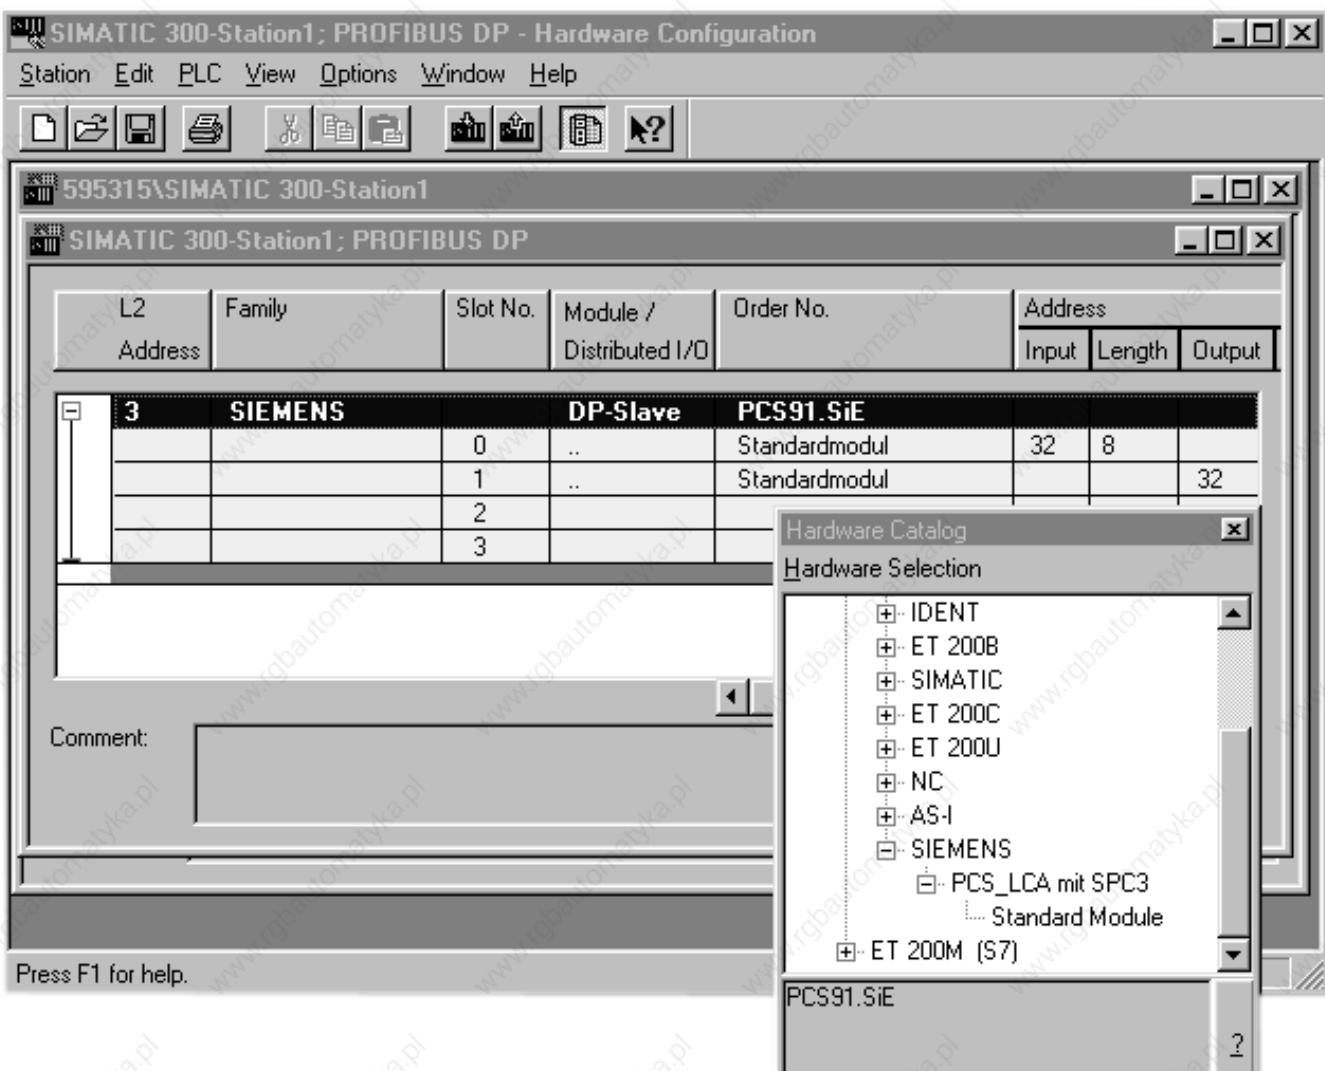 SIMATIC 300-Station1; PROFIBUS DP - Hardware Configuration
Station Edit PLC View Options Window Help
595315\SIMATIC 300-Station1
SIMATIC 300-Station1; PROFIBUS DP
L2 Address Family Slot No. Module / Distributed I/O Order No. Address
Input Length Output
3 SIEMENS DP-Slave PCS91.SiE
0 .. Standardmodul 32 8
1 .. Standardmodul 32
2
3
Hardware Catalog
Hardware Selection
IDENT
ET 200B
SIMATIC
ET 200C
ET 200U
NC
AS-I
SIEMENS
PCS_LCA mit SPC3
Standard Module
ET 200M (S7)
PCS91.SiE
?
Comment:
Press F1 for help.
www.rgbautomatyka.pl